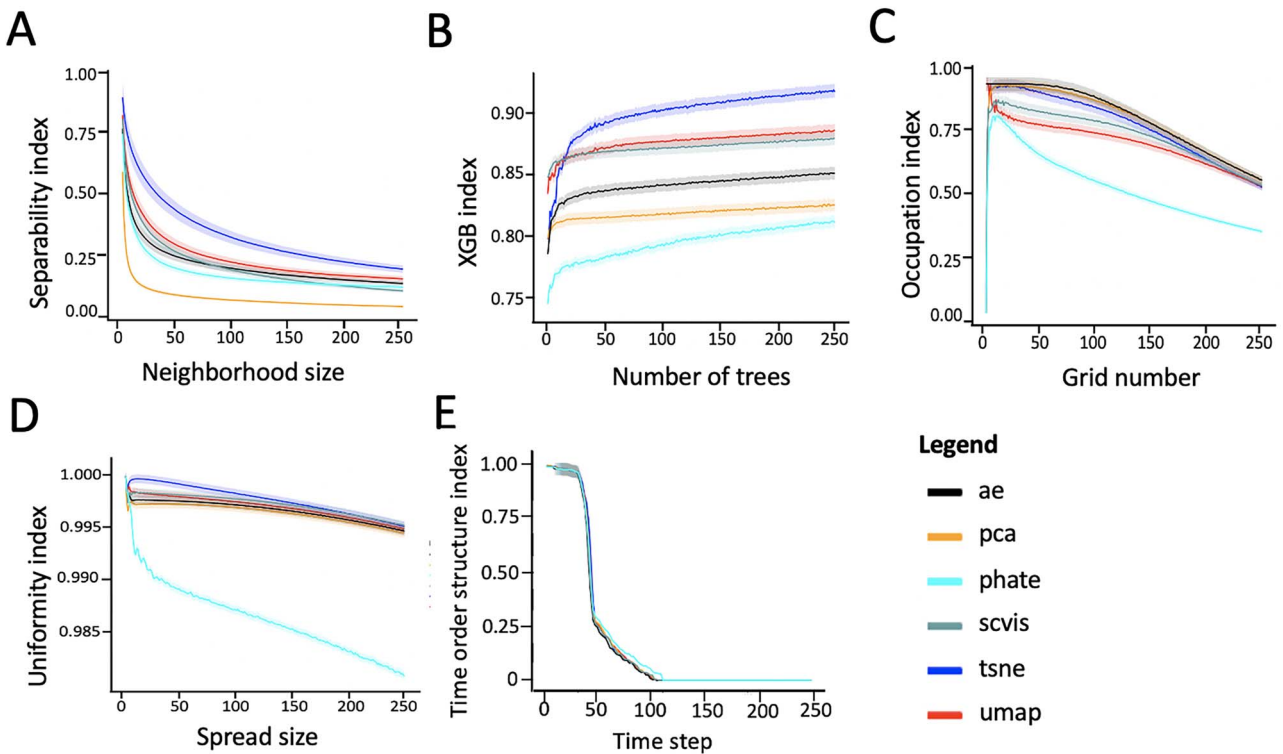 A
1.00
0.75
0.50
0.25
0.00
Separability index
0 50 100 150 200 250
Neighborhood size
B
0.90
0.85
0.80
0.75
XGB index
0 50 100 150 200 250
Number of trees
C
1.00
0.75
0.50
0.25
0.00
Occupation index
0 50 100 150 200 250
Grid number
D
1.000
0.995
0.990
0.985
Uniformity index
0 50 100 150 200 250
Spread size
E
1.00
0.75
0.50
0.25
0
Time order structure index
0 50 100 150 200 250
Time step
Legend
ae
pca
phate
scvis
tsne
umap